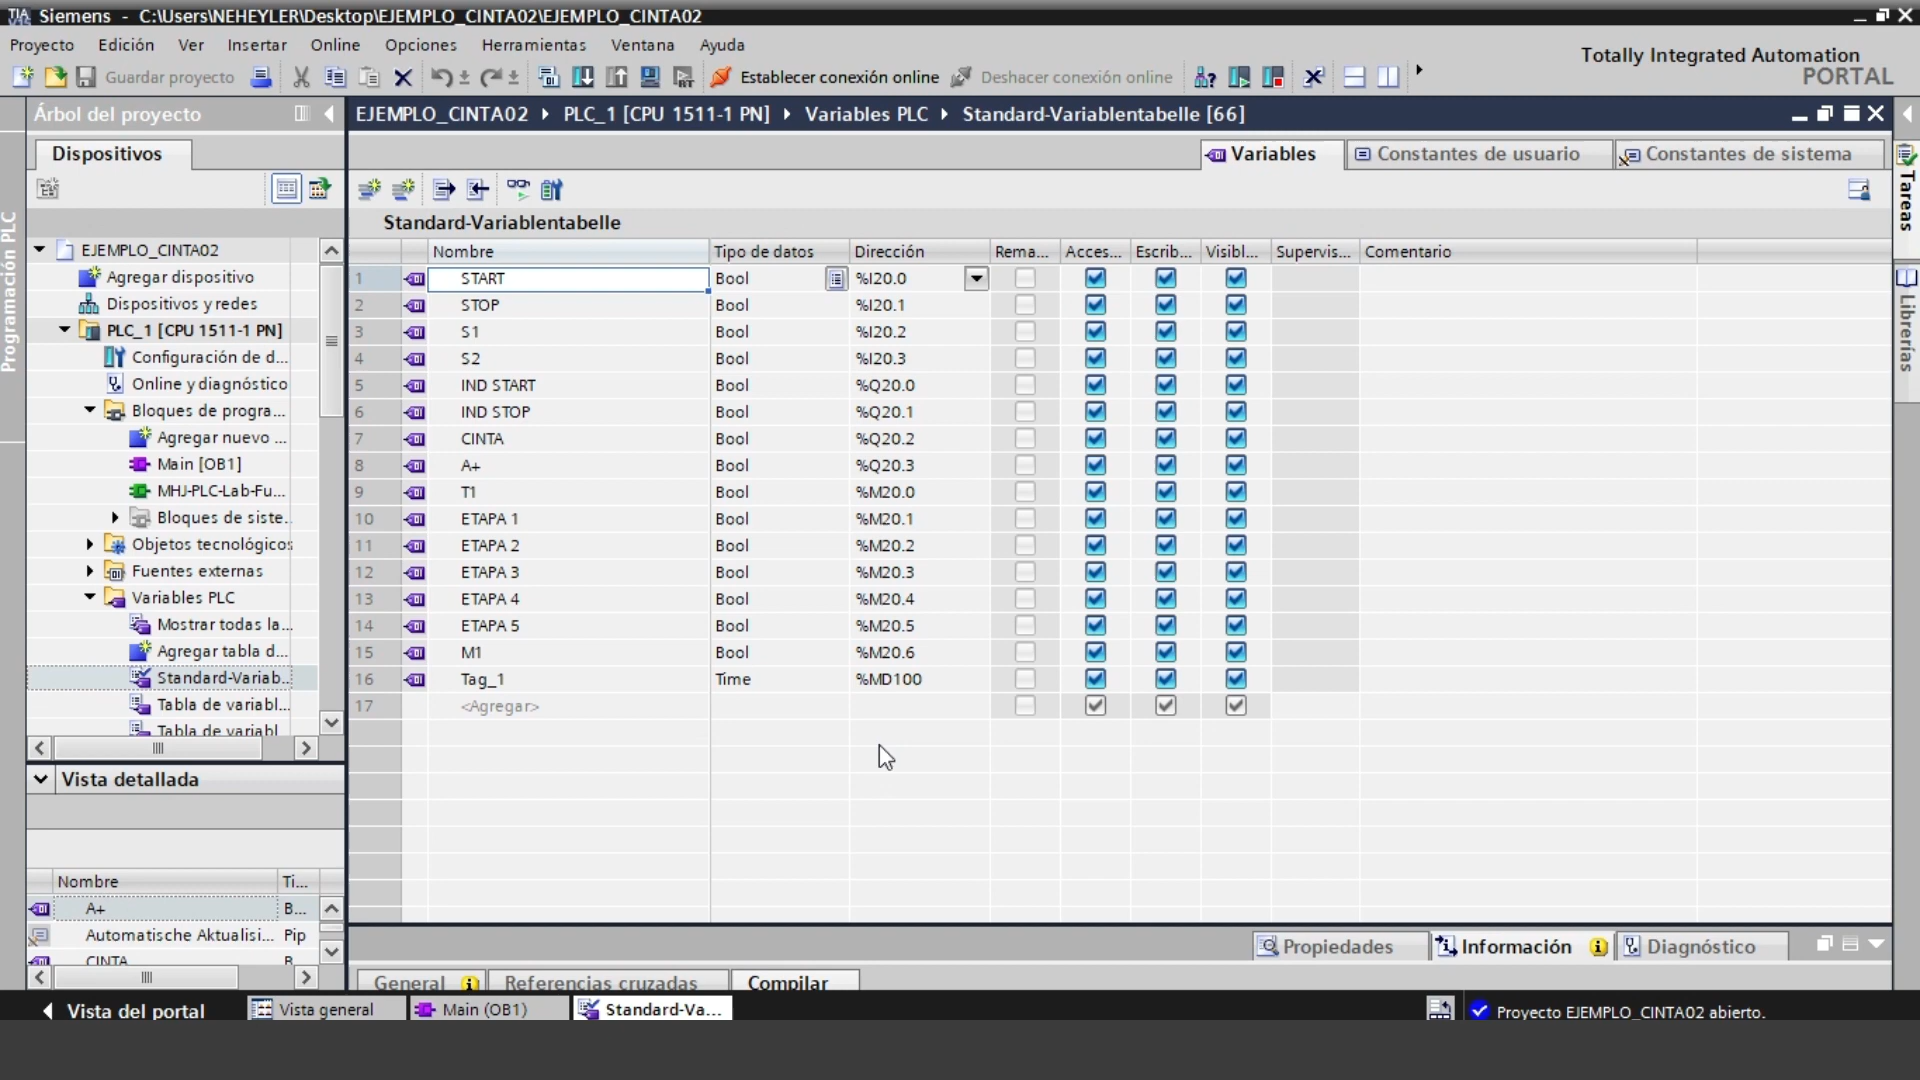 Siemens - C:\Users\NEHEYLER\Desktop\EJEMPLO_CINTA02\EJEMPLO_CINTA02
Proyecto Edición Ver Insertar Online Opciones Herramientas Ventana Ayuda
Totally Integrated Automation
PORTAL
Guardar proyecto Establecer conexión online Deshacer conexión online
Árbol del proyecto
EJEMPLO_CINTA02 PLC_1 [CPU 1511-1 PN] Variables PLC Standard-Variablentabelle [66]
Dispositivos
Variables Constantes de usuario Constantes de sistema
Programación PLC
Tareas
Librerías
Standard-Variablentabelle
EJEMPLO_CINTA02
Agregar dispositivo
Dispositivos y redes
PLC_1 [CPU 1511-1 PN]
Configuración de d...
Online y diagnóstico
Bloques de progra...
Agregar nuevo ...
Main [OB1]
MHJ-PLC-Lab-Fu...
Bloques de siste..
Objetos tecnológicos
Fuentes externas
Variables PLC
Mostrar todas la...
Agregar tabla d...
Standard-Variab..
Tabla de variabl...
Tabla de variabl
Nombre Tipo de datos Dirección Rema... Acces... Escrib... Visibl... Supervis... Comentario
1 START Bool %I20.0
2 STOP Bool %I20.1
3 S1 Bool %I20.2
4 S2 Bool %I20.3
5 IND START Bool %Q20.0
6 IND STOP Bool %Q20.1
7 CINTA Bool %Q20.2
8 A+ Bool %Q20.3
9 T1 Bool %M20.0
10 ETAPA 1 Bool %M20.1
11 ETAPA 2 Bool %M20.2
12 ETAPA 3 Bool %M20.3
13 ETAPA 4 Bool %M20.4
14 ETAPA 5 Bool %M20.5
15 M1 Bool %M20.6
16 Tag_1 Time %MD100
17 <Agregar>
Vista detallada
Nombre Ti...
A+ B...
Automatische Aktualisi... Pip
CINTA B
Propiedades Información Diagnóstico
General Referencias cruzadas Compilar
Vista del portal Vista general Main (OB1) Standard-Va... Proyecto EJEMPLO_CINTA02 abierto.